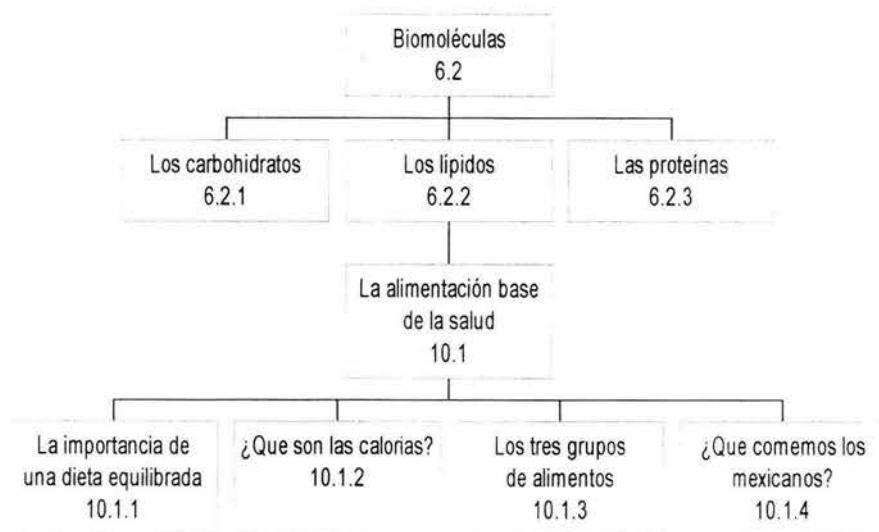 Biomoléculas
6.2
Los carbohidratos
6.2.1
Los lípidos
6.2.2
Las proteínas
6.2.3
La alimentación base
de la salud
10.1
La importancia de
una dieta equilibrada
10.1.1
¿Que son las calorias?
10.1.2
Los tres grupos
de alimentos
10.1.3
¿Que comemos los
mexicanos?
10.1.4